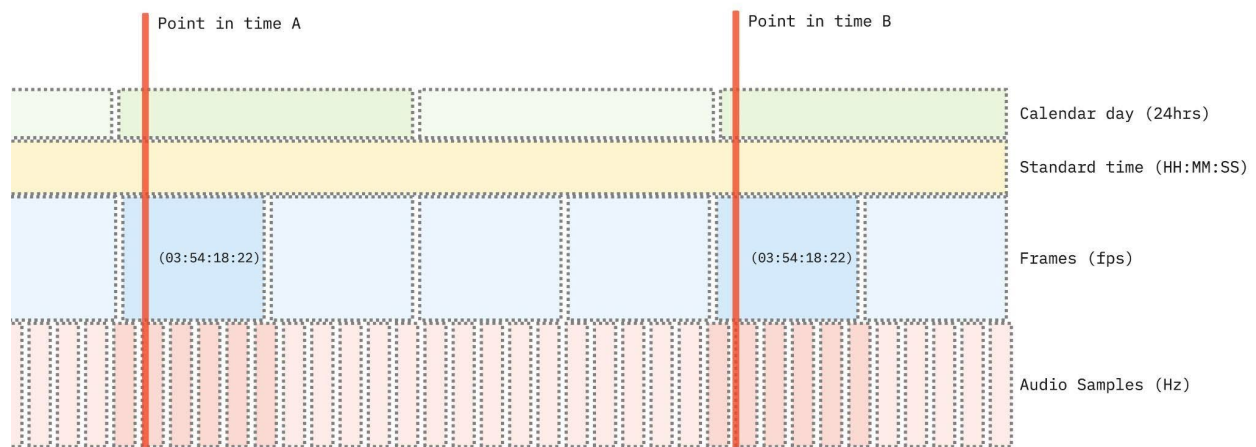 Point in time A
Point in time B
Calendar day (24hrs)
Standard time (HH:MM:SS)
(03:54:18:22)
(03:54:18:22)
Frames (fps)
Audio Samples (Hz)